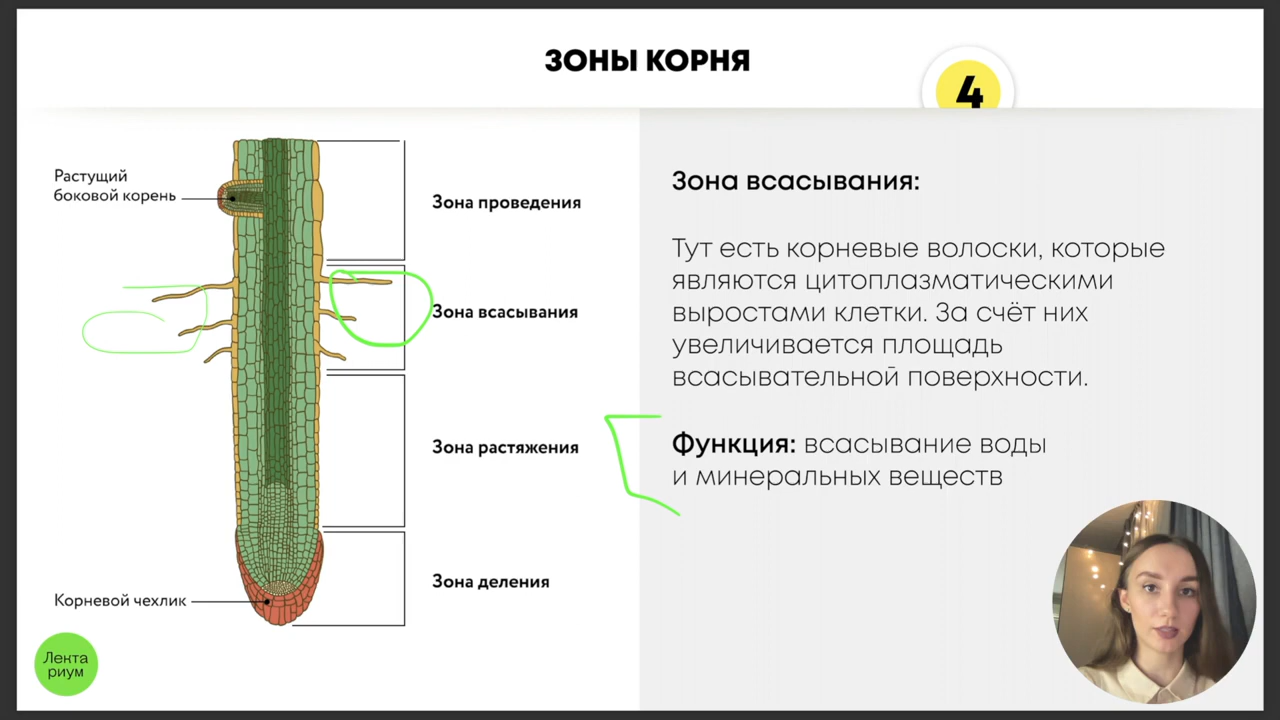 ЗОНЫ КОРНЯ
4
Растущий
боковой корень
Зона проведения
Зона всасывания
Зона растяжения
Зона деления
Корневой чехлик
Лента
риум
Зона всасывания:
Тут есть корневые волоски, которые
являются цитоплазматическими
выростами клетки. За счёт них
увеличивается площадь
всасывательной поверхности.
Функция: всасывание воды
и минеральных веществ